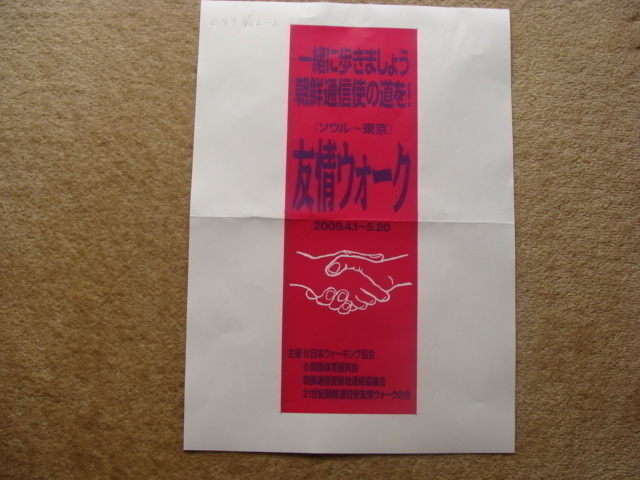 No2-2
一緒に歩きましょう
朝鮮通信使の道を!
(ソウル~東京)
友情ウォーク
2009.4.1~5.20
主催 社日本ウォーキング協会
社韓国体育振興会
朝鮮通信使縁地連絡協議会
21世紀朝鮮通信使友情ウォークの会